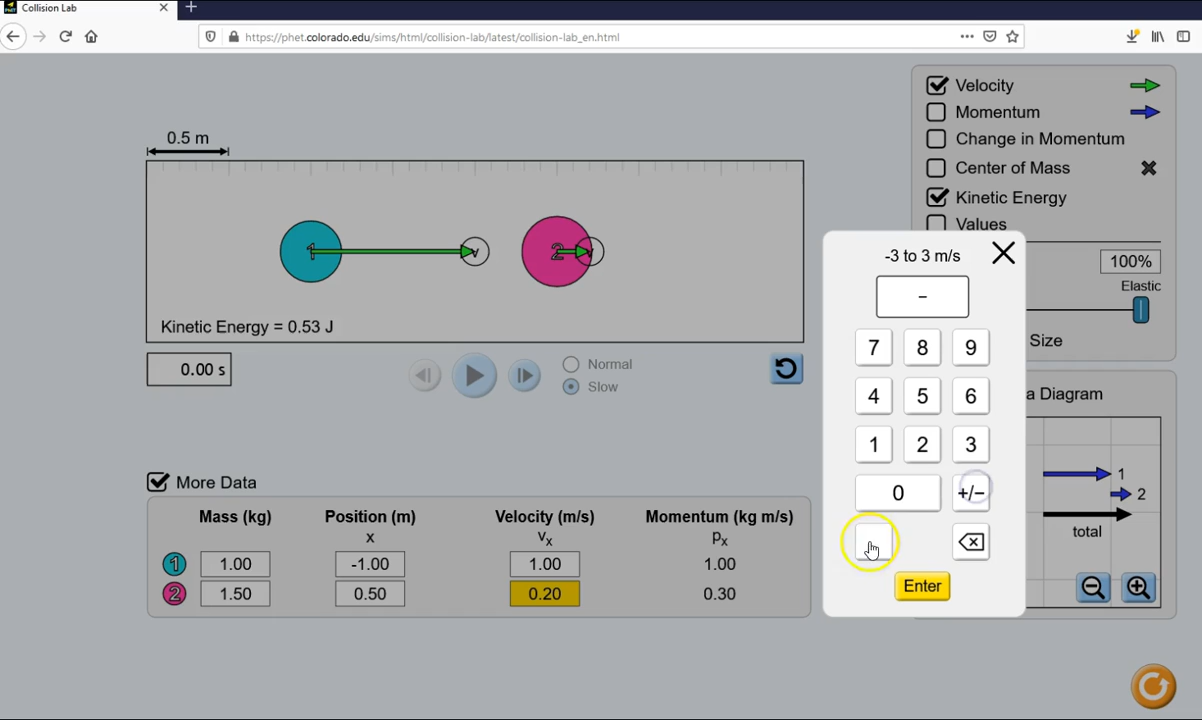 PhET Collision Lab
https://phet.colorado.edu/sims/html/collision-lab/latest/collision-lab_en.html
Velocity
Momentum
Change in Momentum
Center of Mass
Kinetic Energy
Values
0.5 m
1 v 2 v
Kinetic Energy = 0.53 J
0.00 s
Normal
Slow
100%
Elastic
Size
-3 to 3 m/s
−
7 8 9
4 5 6
1 2 3
0 +/−
.
Enter
a Diagram
1
2
total
More Data
Mass (kg) Position (m) Velocity (m/s) Momentum (kg m/s)
x vx px
1 1.00 -1.00 1.00 1.00
2 1.50 0.50 0.20 0.30